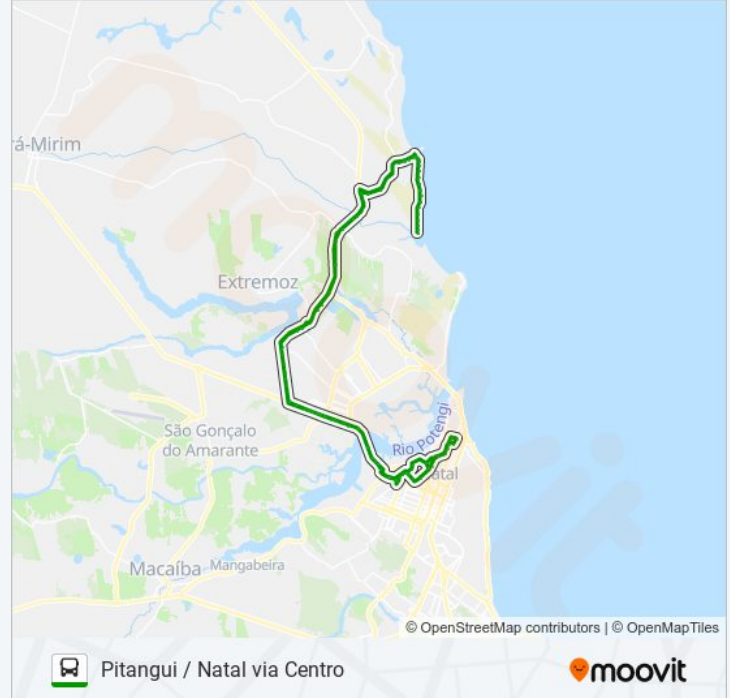 rá-Mirim
Extremoz
São Gonçalo
do Amarante
Rio Potengi
Natal
Macaíba
Mangabeira
© OpenStreetMap contributors | © OpenMapTiles
Pitangui / Natal via Centro
moovit